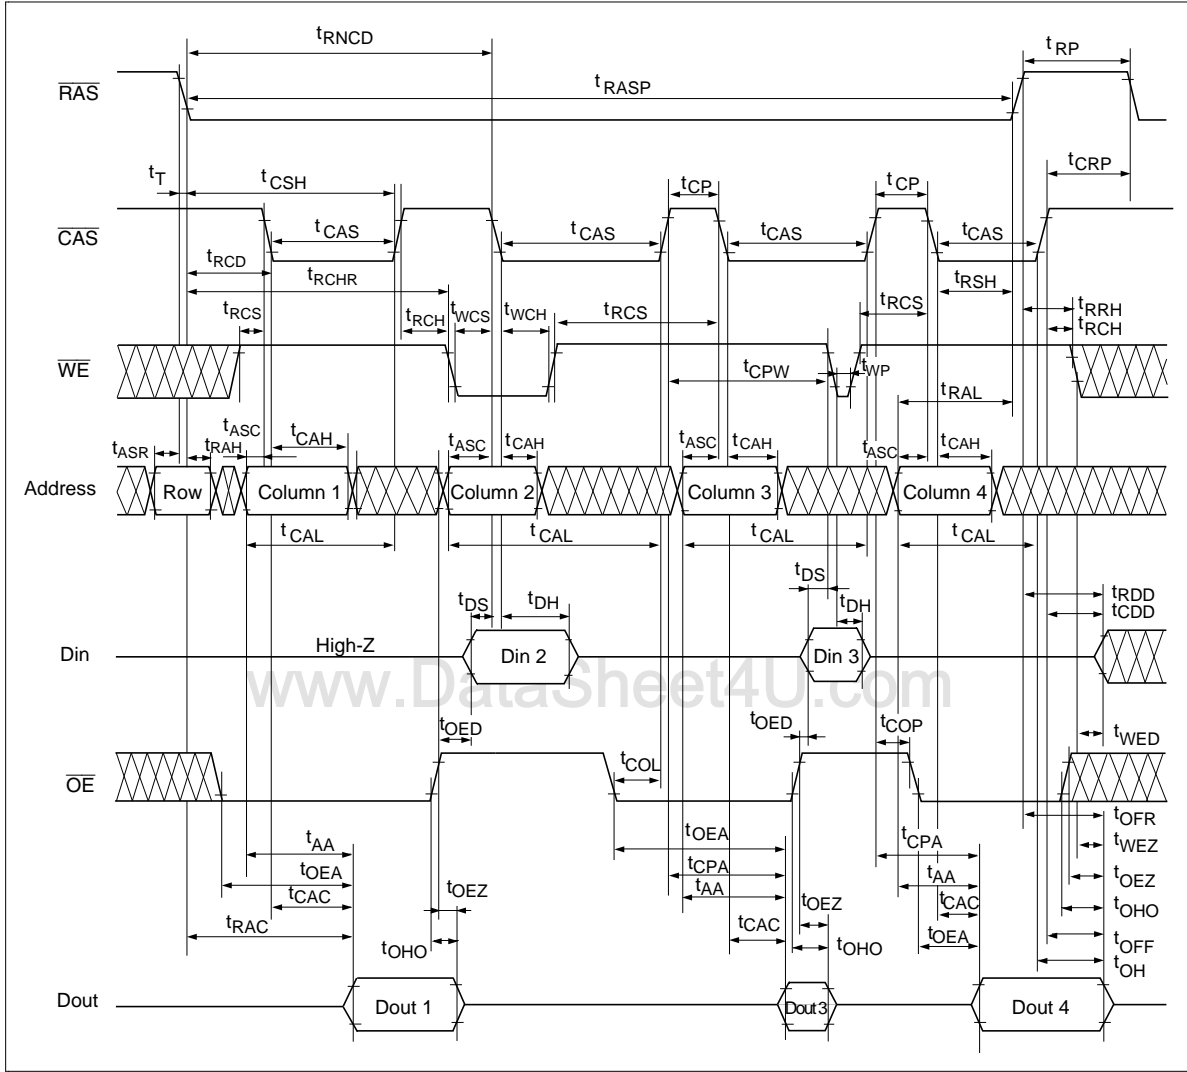 tRNCD
tRP
RAS
tRASP
tT
tCSH
tCP
tCP
tCRP
CAS
tCAS
tCAS
tCAS
tCAS
tRCD
tRCHR
tRSH
tRCS
tRCH
tWCS
tWCH
tRCS
tRCS
tRRH
tRCH
WE
tCPW
tWP
tRAL
tASR
tRAH
tASC
tCAH
tASC
tCAH
tASC
tCAH
tASC
tCAH
Address
Row
Column 1
Column 2
Column 3
Column 4
tCAL
tCAL
tCAL
tCAL
tDS
tDH
tDS
tDH
tRDD
tCDD
Din
High-Z
Din 2
Din 3
www.DataSheet4U.com
tOED
tOED
tCOP
tWED
OE
tCOL
tOFR
tAA
tOEA
tCPA
tWEZ
tOEA
tOEZ
tCPA
tAA
tOEZ
tAA
tOEZ
tCAC
tCAC
tOHO
tRAC
tOHO
tCAC
tOHO
tOEA
tOFF
tOH
Dout
Dout 1
Dout 3
Dout 4